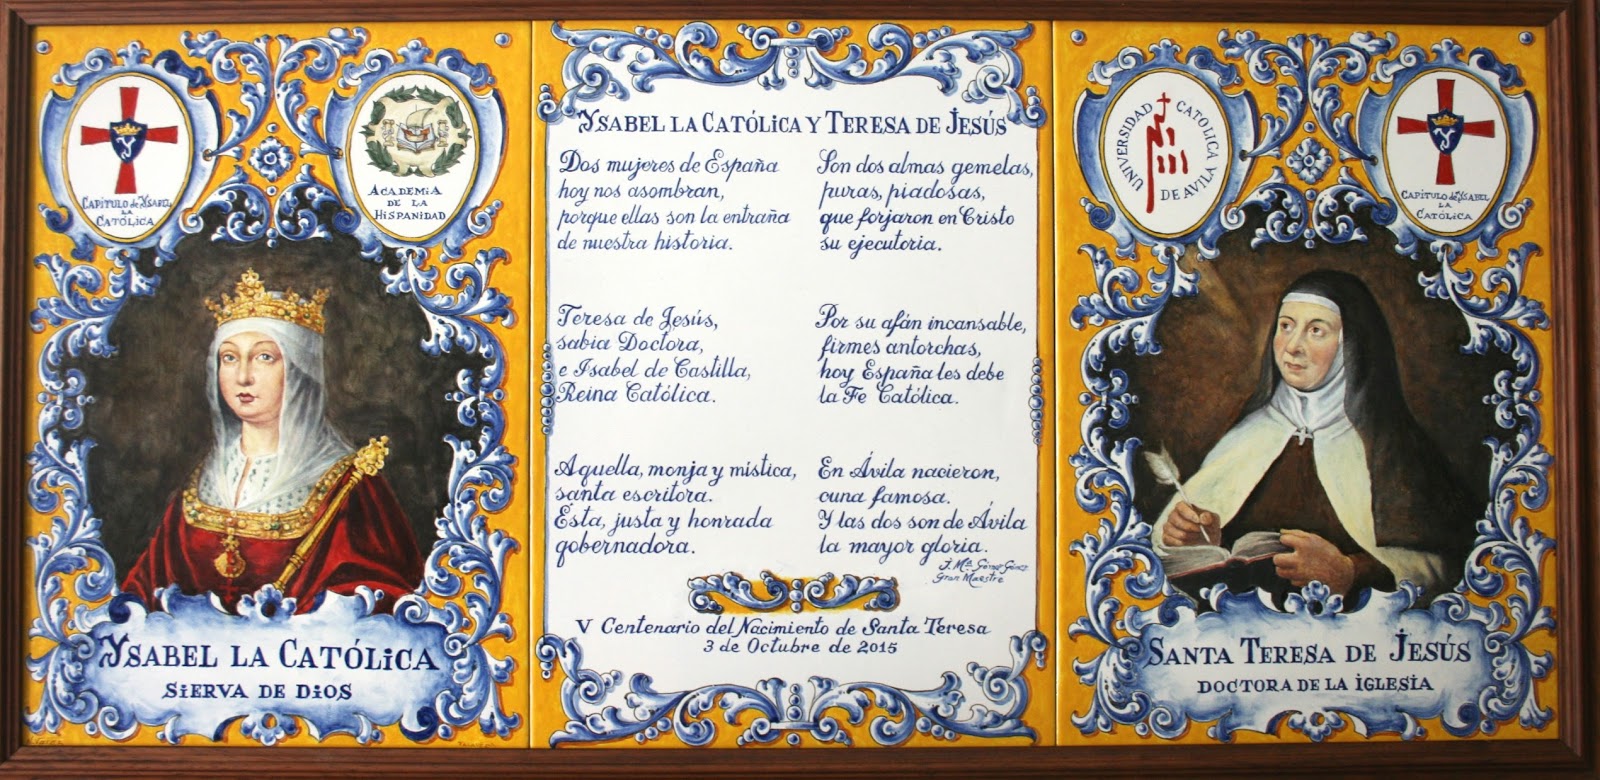 CAPÍTULO de YSABEL
LA
CATÓLICA
ACADEMiA
DE LA
HiSPANIDAD
YSABEL LA CATÓLiCA
SiERVA DE DiOS
YSABEL LA CATÓLiCA Y TERESA DE JESÚS
Dos mujeres de España
hoy nos asombran,
porque ellas son la entraña
de nuestra historia.
Teresa de Jesús,
sabia Doctora,
e Isabel de Castilla,
Reina Católica.
Aquella, monja y mística,
santa escritora.
Esta, justa y honrada
gobernadora.
Son dos almas gemelas,
puras, piadosas,
que forjaron en Cristo
su ejecutoria.
Por su afán incansable,
firmes antorchas,
hoy España les debe
la Fe Católica.
En Ávila nacieron,
cuna famosa.
Y las dos son de Ávila
la mayor gloria.
J. Mª Gómez Gómez
Gran Maestre
V Centenario del Nacimiento de Santa Teresa
3 de Octubre de 2015
UNIVERSIDAD CATOLICA
DE AVILA
CAPÍTULO de YSABEL
LA
CATÓLiCA
SANTA TERESA DE JESÚS
DOCTORA DE LA iGLESiA